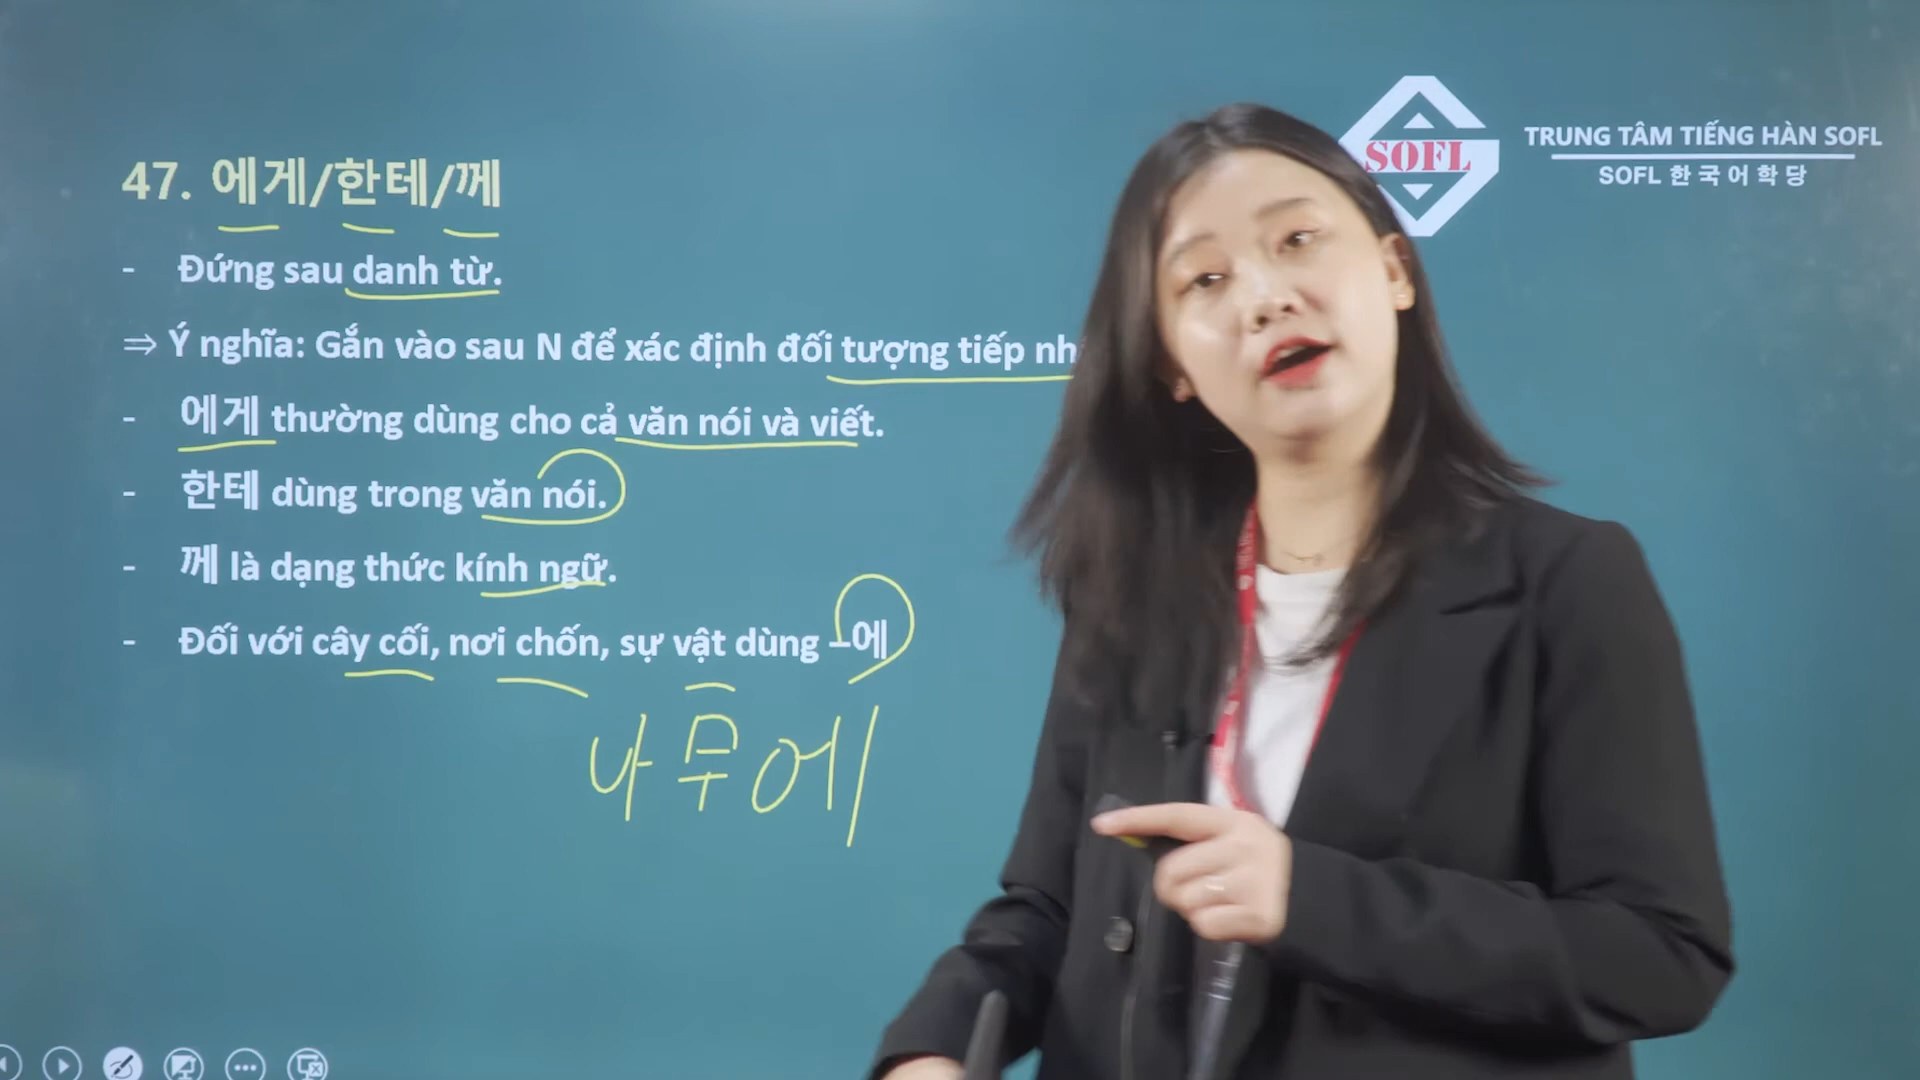 47. 에게/한테/께
- Đứng sau danh từ.
⇒ Ý nghĩa: Gắn vào sau N để xác định đối tượng tiếp
- 에게 thường dùng cho cả văn nói và viết.
- 한테 dùng trong văn nói.
- 께 là dạng thức kính ngữ.
- Đối với cây cối, nơi chốn, sự vật dùng –에
나무에
SOFL
TRUNG TÂM TIẾNG HÀN SOFL
SOFL 한국어학당